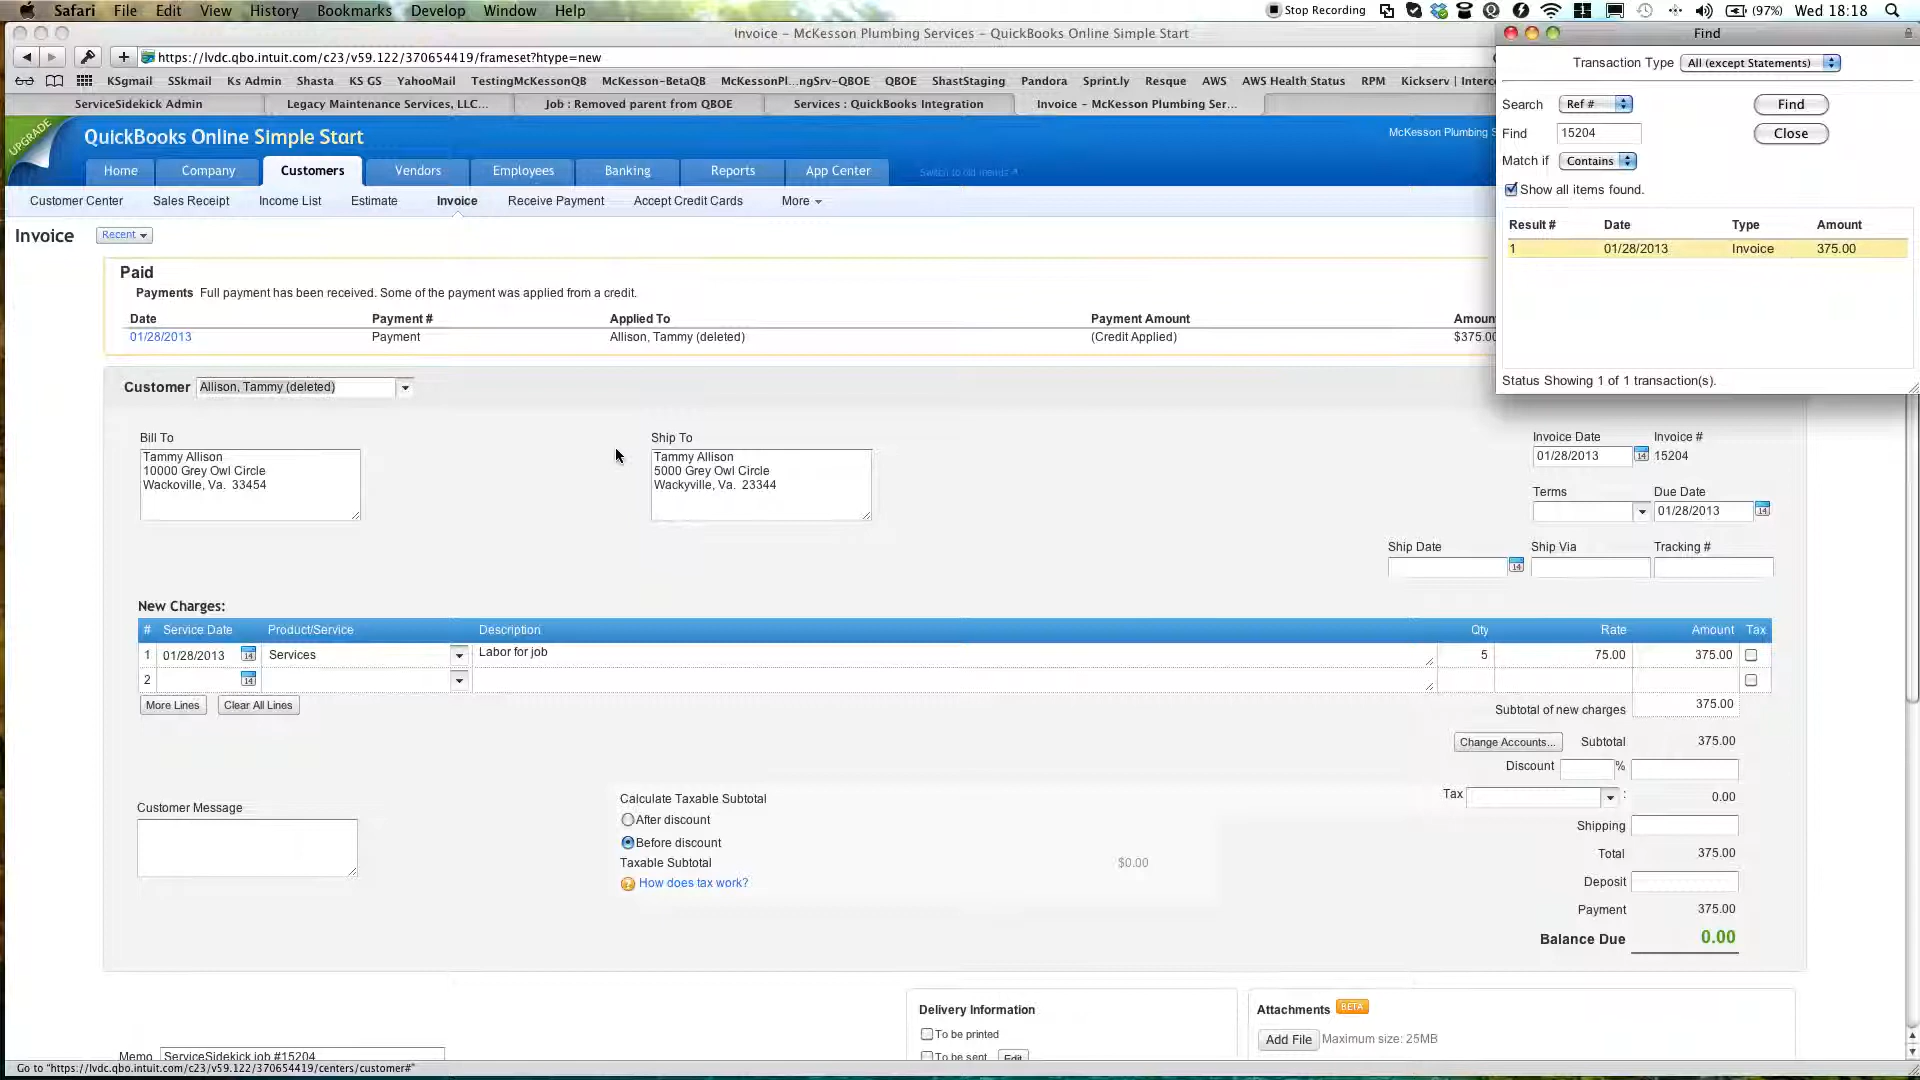 Safari File Edit View History Bookmarks Develop Window Help
Stop Recording
(97%) Wed 18:18
Invoice – McKesson Plumbing Services – QuickBooks Online Simple Start
https://lvdc.qbo.intuit.com/c23/v59.122/370654419/frameset?htype=new
KSgmail SSkmail Ks Admin Shasta KS GS YahooMail TestingMcKessonQB McKesson-BetaQB McKessonPl...ngSrv-QBOE QBOE ShastStaging Pandora Sprint.ly Resque AWS AWS Health Status RPM Kickserv | Interc
ServiceSidekick Admin Legacy Maintenance Services, LLC... Job : Removed parent from QBOE Services : QuickBooks Integration Invoice – McKesson Plumbing Ser...
UPGRADE
QuickBooks Online Simple Start
McKesson Plumbing S
Home Company Customers Vendors Employees Banking Reports App Center Switch to old menus
Customer Center Sales Receipt Income List Estimate Invoice Receive Payment Accept Credit Cards More
Invoice Recent
Paid
Payments Full payment has been received. Some of the payment was applied from a credit.
Date Payment # Applied To Payment Amount Amoun
01/28/2013 Payment Allison, Tammy (deleted) (Credit Applied) $375.00
Customer Allison, Tammy (deleted)
Bill To
Tammy Allison
10000 Grey Owl Circle
Wackoville, Va. 33454
Ship To
Tammy Allison
5000 Grey Owl Circle
Wackyville, Va. 23344
Invoice Date Invoice #
01/28/2013 14 15204
Terms Due Date
01/28/2013 14
Ship Date Ship Via Tracking #
14
New Charges:
# Service Date Product/Service Description Qty Rate Amount Tax
1 01/28/2013 14 Services Labor for job 5 75.00 375.00
2 14
More Lines Clear All Lines
Subtotal of new charges 375.00
Change Accounts... Subtotal 375.00
Discount %
Tax : 0.00
Shipping
Total 375.00
Deposit
Payment 375.00
Balance Due 0.00
Customer Message
Calculate Taxable Subtotal
After discount
Before discount
Taxable Subtotal $0.00
How does tax work?
Delivery Information
To be printed
To be sent Edit
Attachments BETA
Add File Maximum size: 25MB
Memo ServiceSidekick job #15204
Go to "https://lvdc.qbo.intuit.com/c23/v59.122/370654419/centers/customer#"
Find
Transaction Type All (except Statements)
Search Ref # Find
Find 15204 Close
Match if Contains
Show all items found.
Result # Date Type Amount
1 01/28/2013 Invoice 375.00
Status Showing 1 of 1 transaction(s).